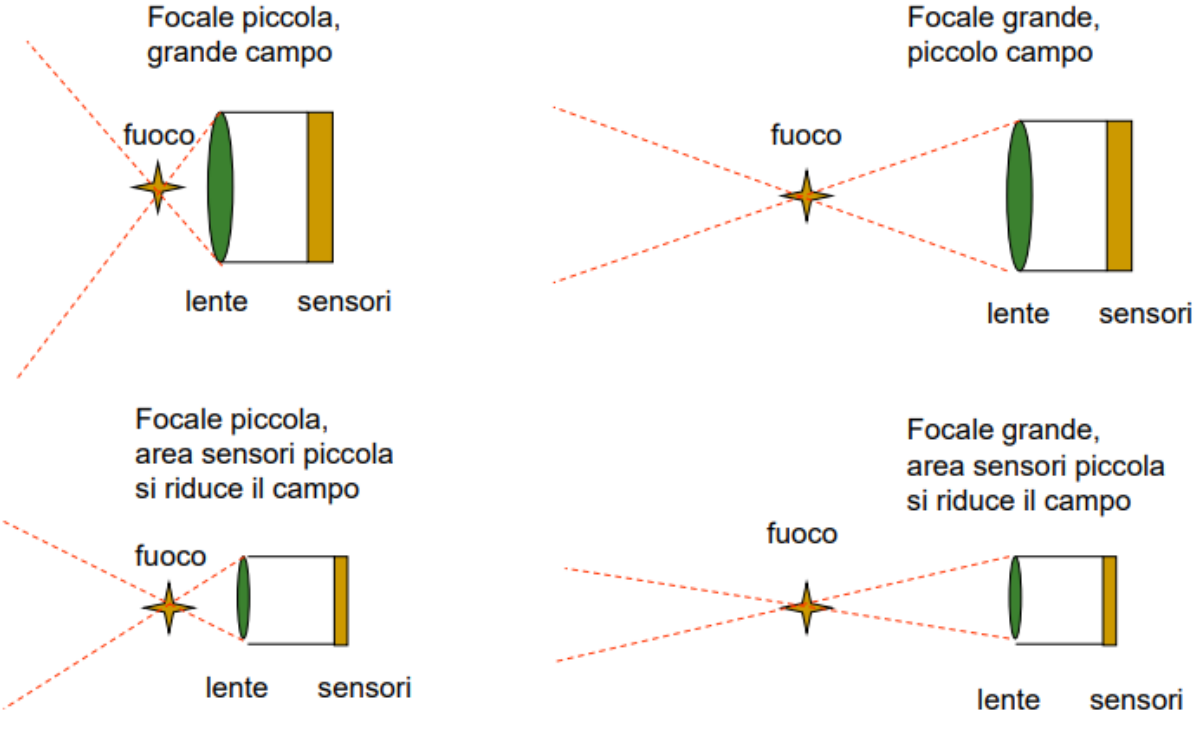 Focale piccola,
grande campo
fuoco
lente
sensori
Focale grande,
piccolo campo
fuoco
lente
sensori
Focale piccola,
area sensori piccola
si riduce il campo
fuoco
lente
sensori
Focale grande,
area sensori piccola
si riduce il campo
fuoco
lente
sensori